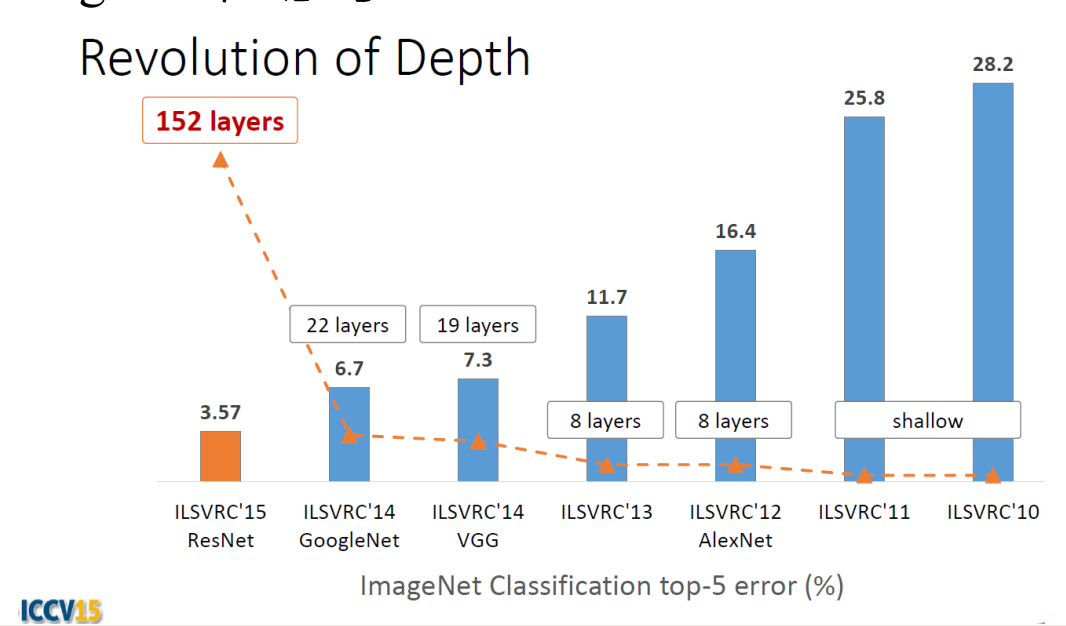 Revolution of Depth
28.2
25.8
152 layers
16.4
11.7
22 layers
19 layers
7.3
6.7
3.57
8 layers
8 layers
shallow
ILSVRC'15
ResNet
ILSVRC'14
GoogleNet
ILSVRC'14
VGG
ILSVRC'13
ILSVRC'12
AlexNet
ILSVRC'11
ILSVRC'10
ImageNet Classification top-5 error (%)
ICCV15